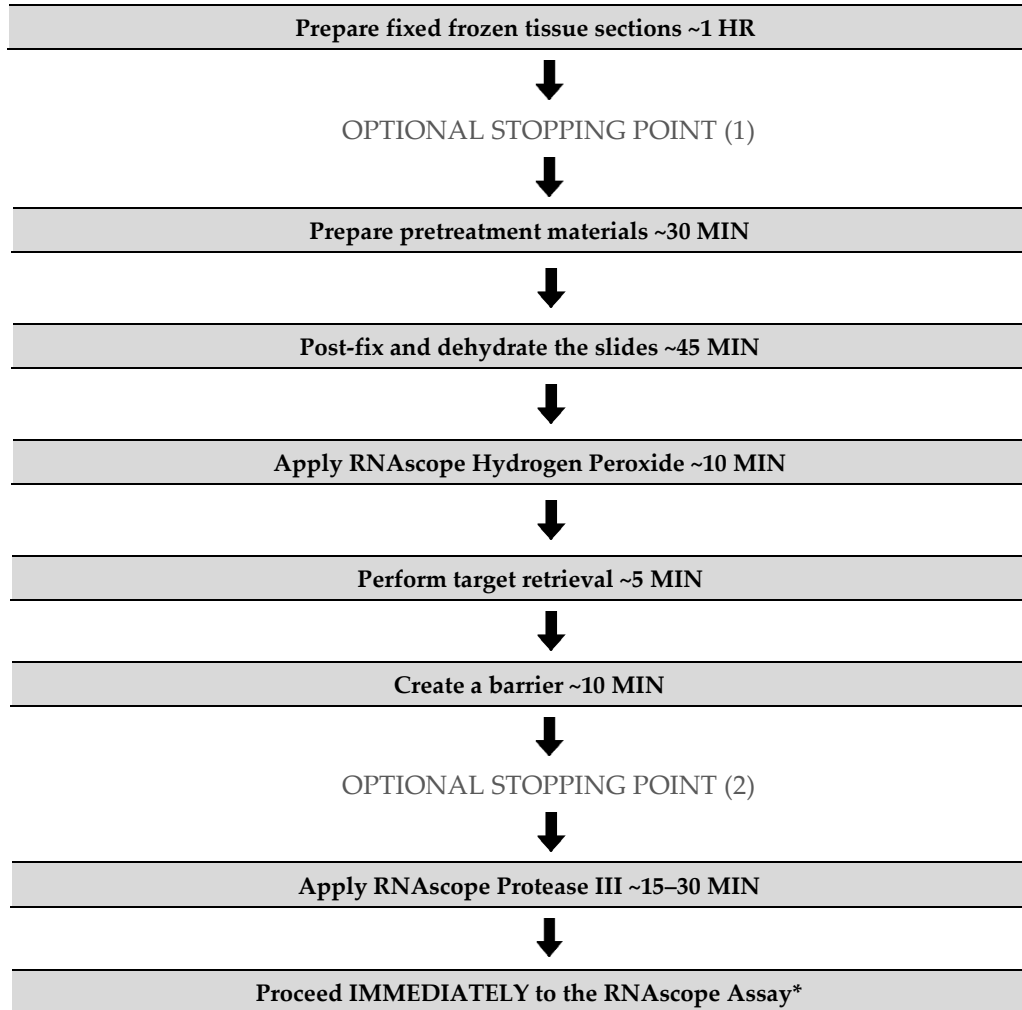 Prepare fixed frozen tissue sections ~1 HR
OPTIONAL STOPPING POINT (1)
Prepare pretreatment materials ~30 MIN
Post-fix and dehydrate the slides ~45 MIN
Apply RNAscope Hydrogen Peroxide ~10 MIN
Perform target retrieval ~5 MIN
Create a barrier ~10 MIN
OPTIONAL STOPPING POINT (2)
Apply RNAscope Protease III ~15–30 MIN
Proceed IMMEDIATELY to the RNAscope Assay*